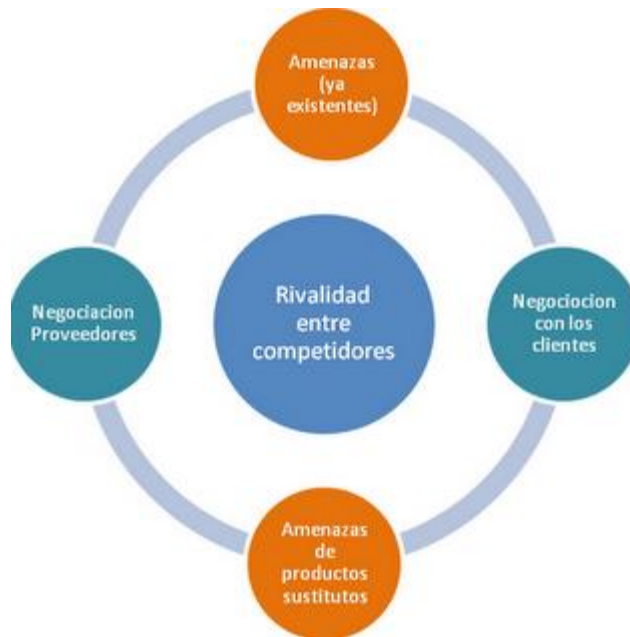 Amenazas
(ya
existentes)
Negociacion
Proveedores
Rivalidad
entre
competidores
Negociocion
con los
clientes
Amenazas
de
productos
sustitutos